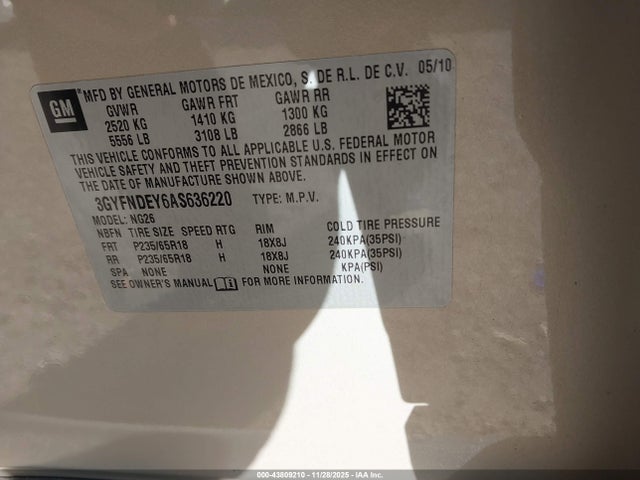 GM
MFD BY GENERAL MOTORS DE MEXICO, S. DE R.L. DE C.V. 05/10
GVWR GAWR FRT GAWR RR
2520 KG 1410 KG 1300 KG
5556 LB 3108 LB 2866 LB
THIS VEHICLE CONFORMS TO ALL APPLICABLE U.S. FEDERAL MOTOR
VEHICLE SAFETY AND THEFT PREVENTION STANDARDS IN EFFECT ON
THE DATE OF MANUFACTURE SHOWN ABOVE.
3GYFNDEY6AS636220 TYPE: M.P.V.
MODEL: NG26
NBFN TIRE SIZE SPEED RTG RIM COLD TIRE PRESSURE
FRT P235/65R18 H 18X8J 240KPA(35PSI)
RR P235/65R18 H 18X8J 240KPA(35PSI)
SPA NONE NONE KPA(PSI)
SEE OWNER'S MANUAL i FOR MORE INFORMATION.
000-43809210 - 11/28/2025 - IAA Inc.